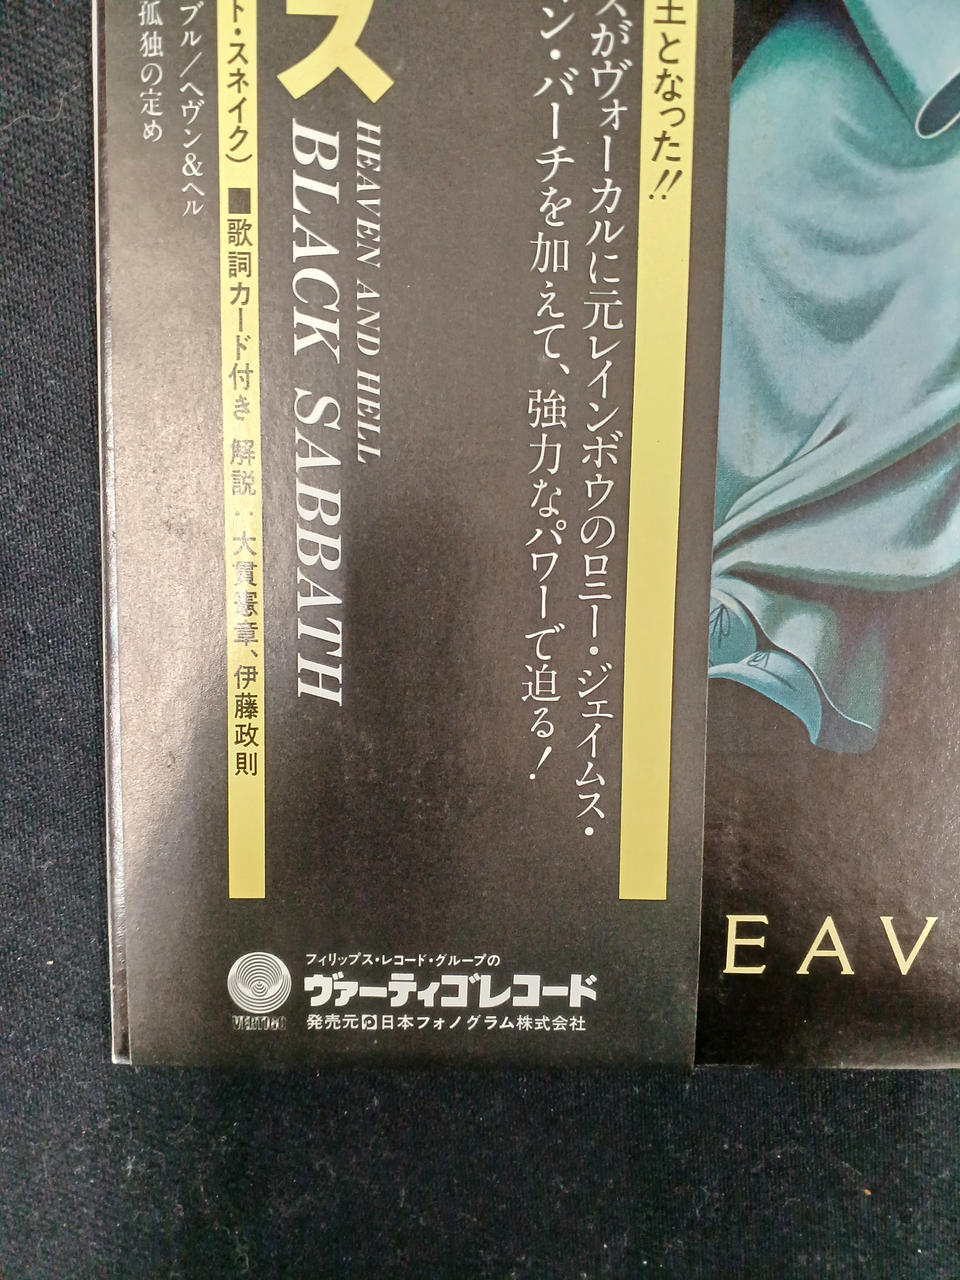 王となった!!
スがヴォーカルに元レインボウのロニー・ジェイムス・
ン・バーチを加えて、強力なパワーで迫る!
ス
HEAVEN AND HELL
BLACK SABBATH
ト・スネイク) ■歌詞カード付き 解説:大貫憲章、伊藤政則
ブル/ヘヴン&ヘル
孤独の定め
VERTIGO
フィリップス・レコード・グループの
ヴァーティゴレコード
発売元 日本フォノグラム株式会社
EAV